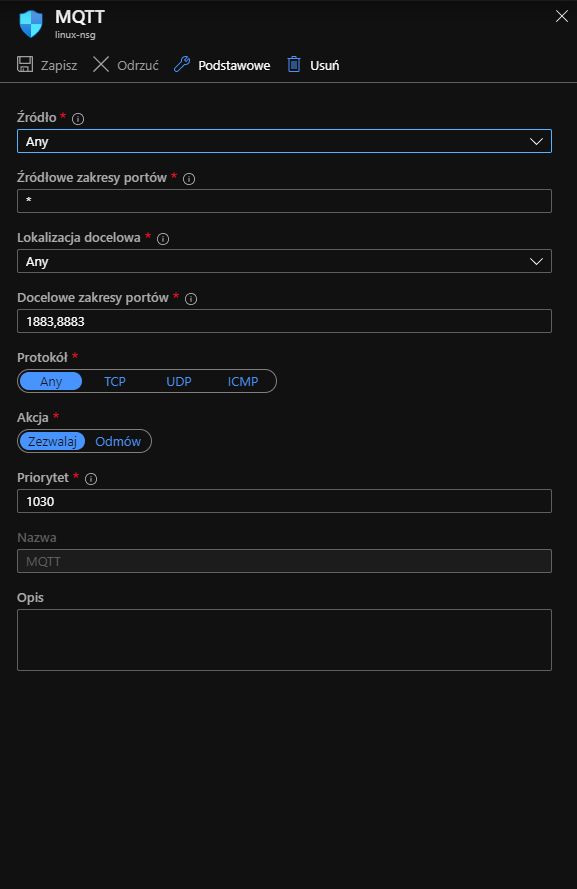 MQTT
linux-nsg
Zapisz Odrzuć Podstawowe Usuń
Źródło *
Any
Źródłowe zakresy portów *
*
Lokalizacja docelowa *
Any
Docelowe zakresy portów *
1883,8883
Protokół *
Any TCP UDP ICMP
Akcja *
Zezwalaj Odmów
Priorytet *
1030
Nazwa
MQTT
Opis